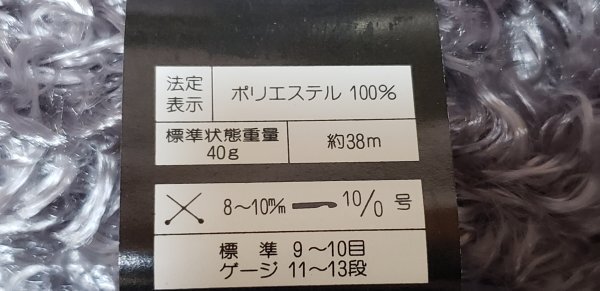 法定
表示
ポリエステル 100%
標準状態重量
40g
約38m
8～10m/m
10/0 号
標準 9～10目
ゲージ 11～13段